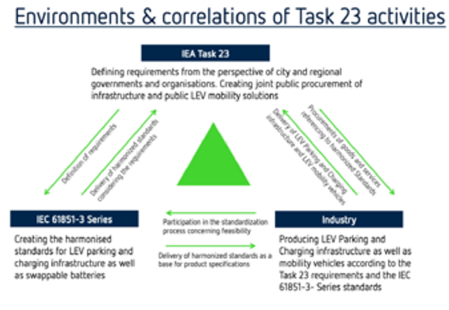 Environments & correlations of Task 23 activities
IEA Task 23
Defining requirements from the perspective of city and regional
governments and organisations. Creating joint public procurement of
infrastructure and public LEV mobility solutions
Definition of requirements
Delivery of harmonized standards
considering the requirements
Procurements of goods and services
referencing to harmonized Standards
Delivery of LEV Parking and Charging
infrastructure and LEV mobility vehicles
IEC 61851-3 Series
Creating the harmonised
standards for LEV parking and
charging infrastructure as well
as swappable batteries
Participation in the standardization
process concerning feasibility
Delivery of harmonized standards as a
base for product specifications
Industry
Producing LEV Parking and
Charging infrastructure as well as
mobility vehicles according to the
Task 23 requirements and the IEC
61851-3- Series standards